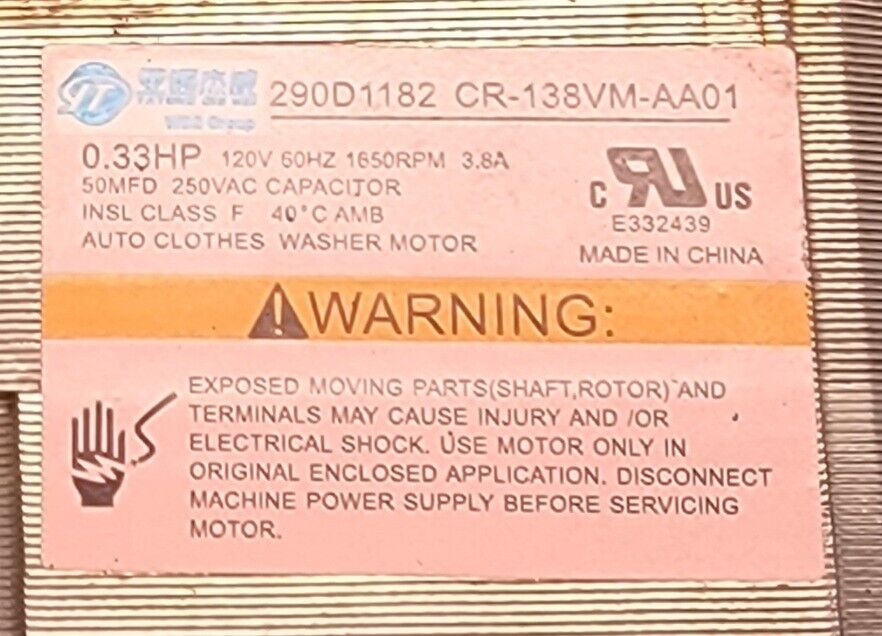 290D1182 CR-138VM-AA01
0.33HP 120V 60HZ 1650RPM 3.8A
50MFD 250VAC CAPACITOR
INSL CLASS F 40°C AMB
AUTO CLOTHES WASHER MOTOR
C RU US
E332439
MADE IN CHINA
WARNING:
EXPOSED MOVING PARTS(SHAFT,ROTOR) AND
TERMINALS MAY CAUSE INJURY AND /OR
ELECTRICAL SHOCK. USE MOTOR ONLY IN
ORIGINAL ENCLOSED APPLICATION. DISCONNECT
MACHINE POWER SUPPLY BEFORE SERVICING
MOTOR.